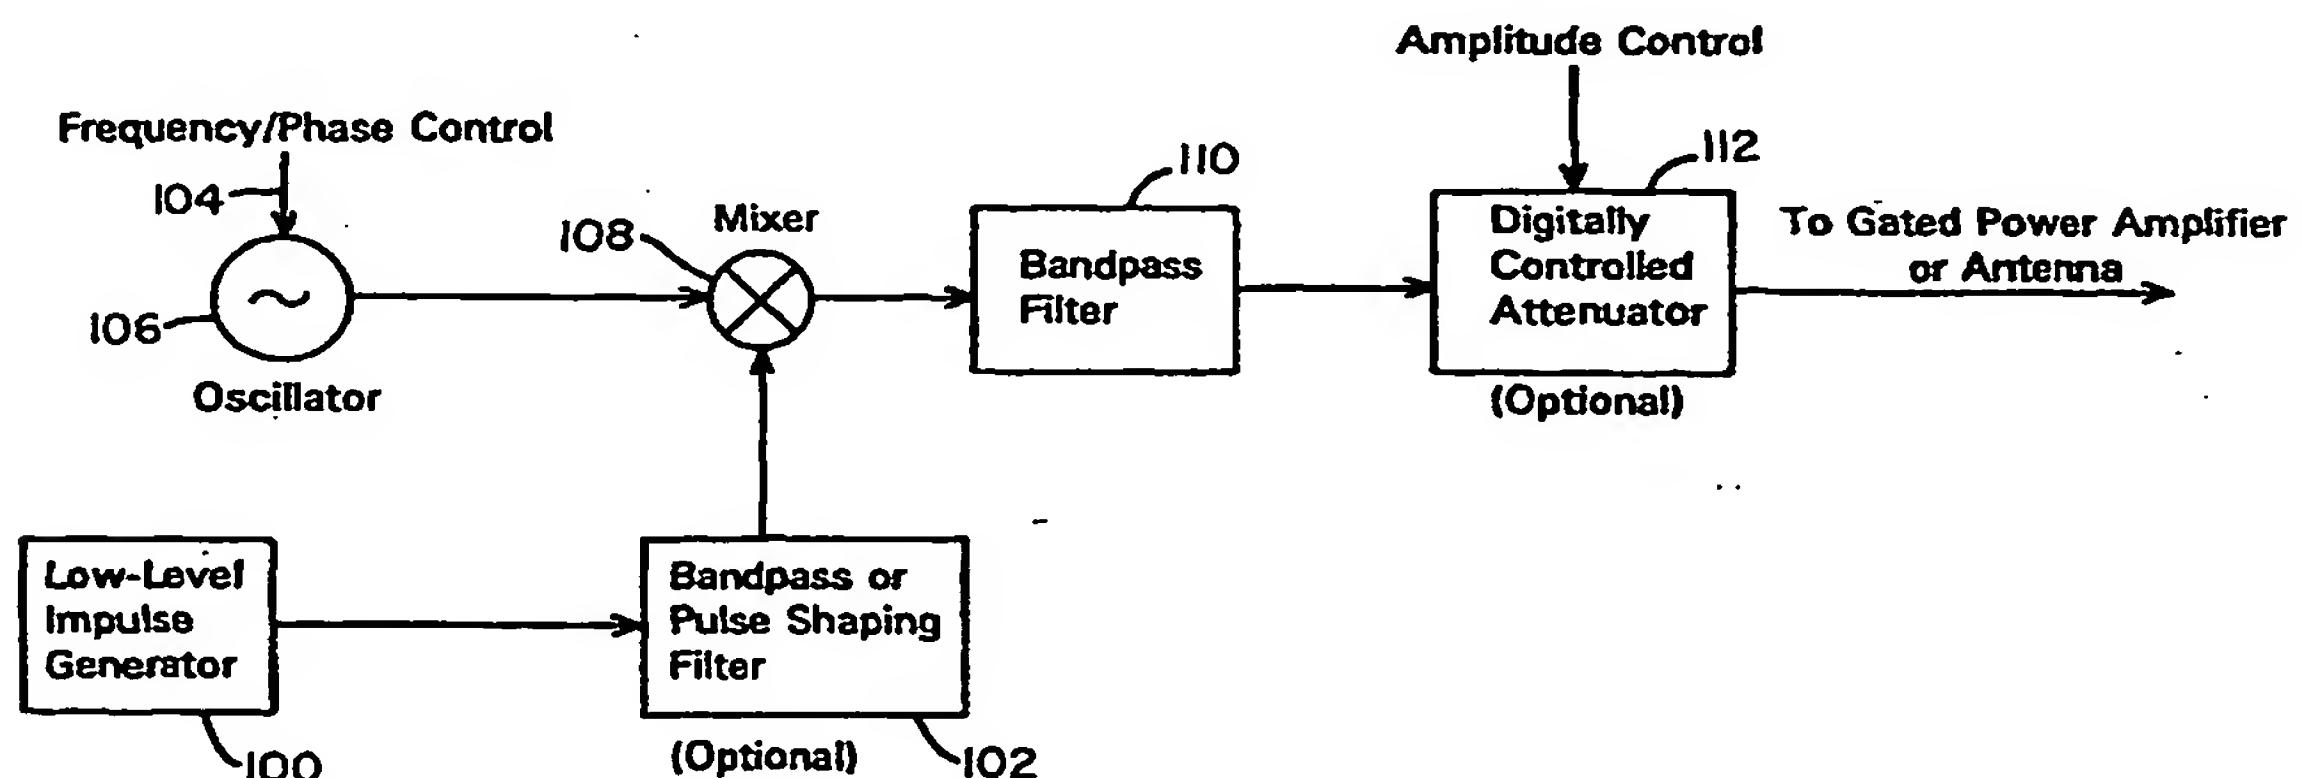 Amplitude Control
Frequency/Phase Control
104
108
Mixer
110
112
106
Oscillator
Bandpass
Filter
Digitally
Controlled
Attenuator
(Optional)
To Gated Power Amplifier
or Antenna
Low-Level
Impulse
Generator
100
Bandpass or
Pulse Shaping
Filter
(Optional)
102